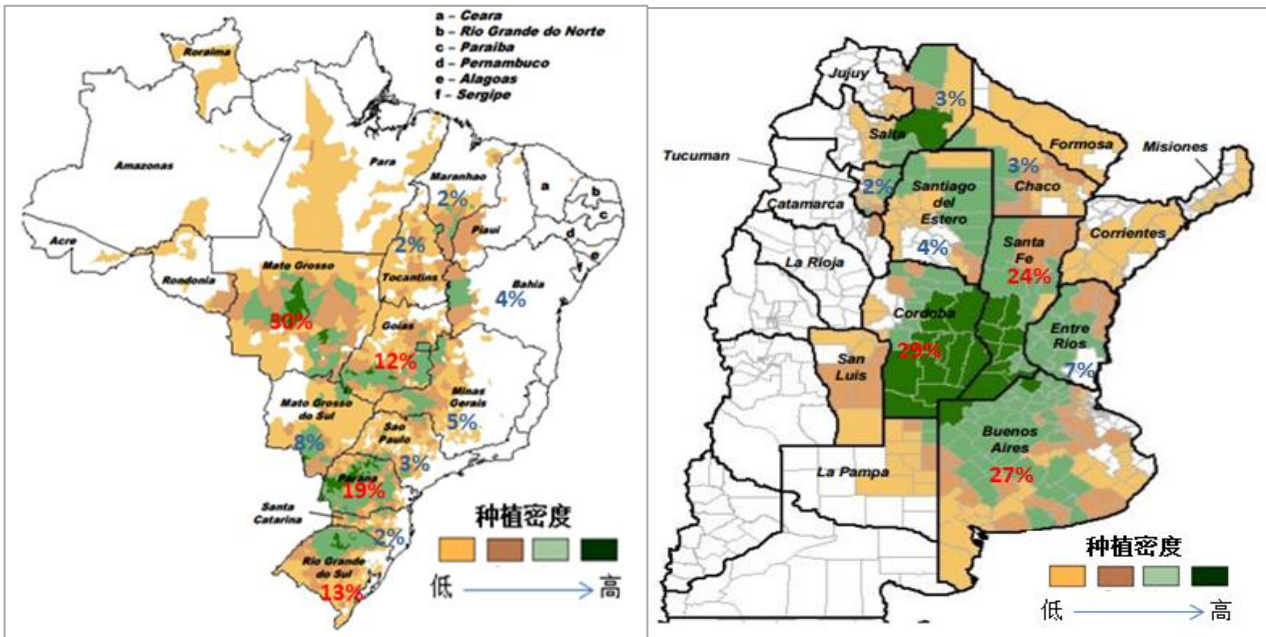 a – Ceara
b – Rio Grande do Norte
c – Paraiba
d – Pernambuco
e – Alagoas
f – Sergipe
Roraima
Amazonas
Para
Maranhao
2%
a
b
c
d
e
f
Piaui
Acre
Rondonia
Mato Grosso
30%
2%
Tocantins
Bahia
4%
Goias
12%
Minas
Gerais
5%
Mato Grosso
do Sul
8%
Sao
Paulo
3%
Parana
19%
Santa
Catarina
2%
Rio Grande
do Sul
13%
种植密度
低
高
Jujuy
3%
Salta
Formosa
Misiones
Tucuman
2%
3%
Chaco
Santiago
del
Estero
4%
Catamarca
Corrientes
Santa
Fe
24%
La Rioja
Cordoba
29%
Entre
Rios
7%
San
Luis
Buenos
Aires
27%
La Pampa
种植密度
低
高